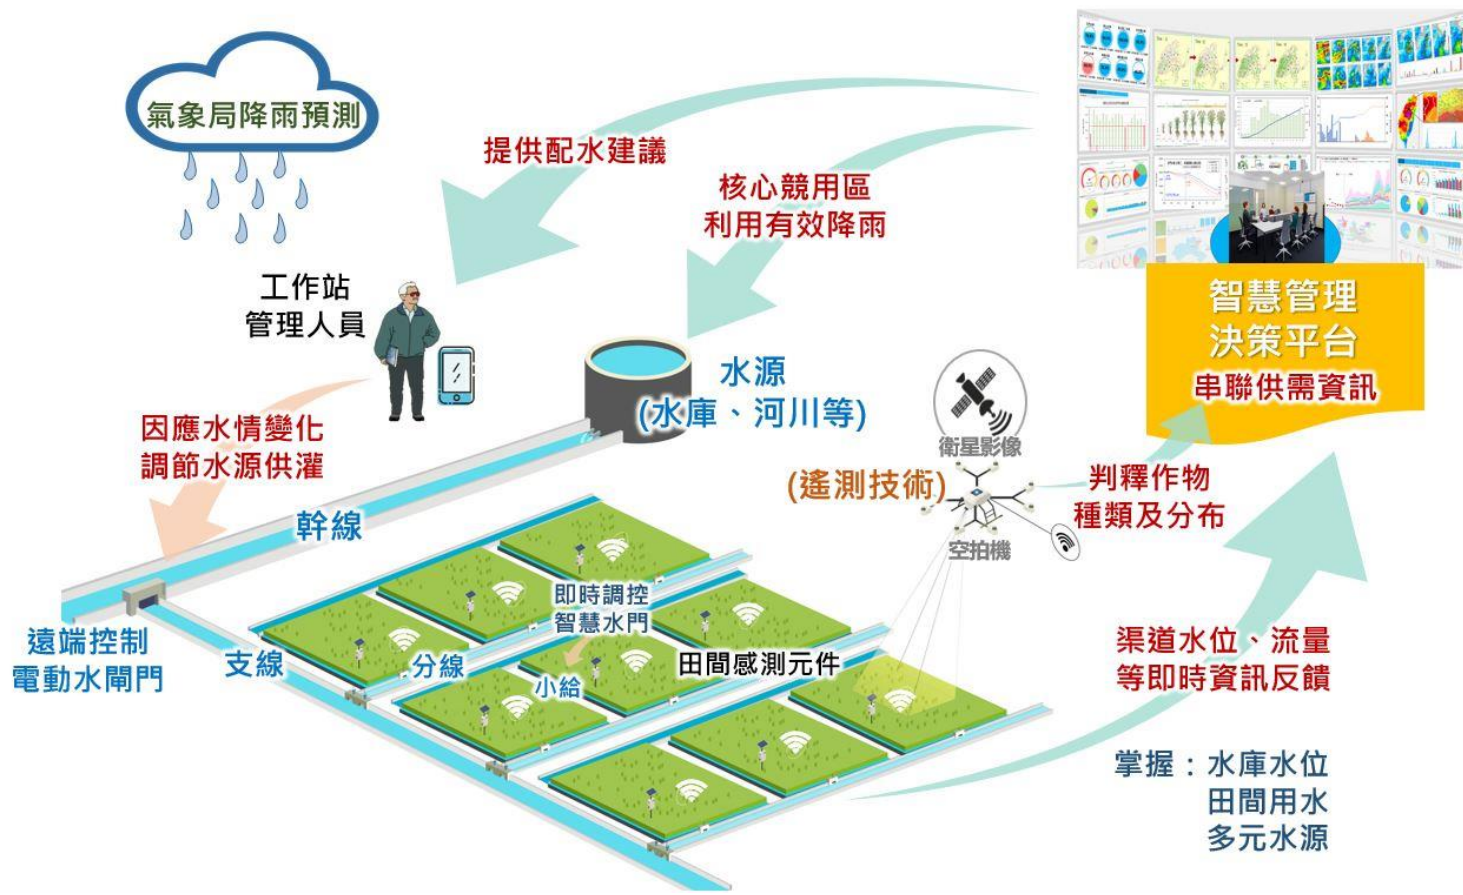 氣象局降雨預測
提供配水建議
核心競用區
利用有效降雨
工作站
管理人員
智慧管理
決策平台
串聯供需資訊
水源
(水庫、河川等)
因應水情變化
調節水源供灌
衛星影像
(遙測技術)
判釋作物
種類及分布
空拍機
幹線
即時調控
智慧水門
遠端控制
電動水閘門
支線
分線
小給
田間感測元件
渠道水位、流量
等即時資訊反饋
掌握：水庫水位
田間用水
多元水源